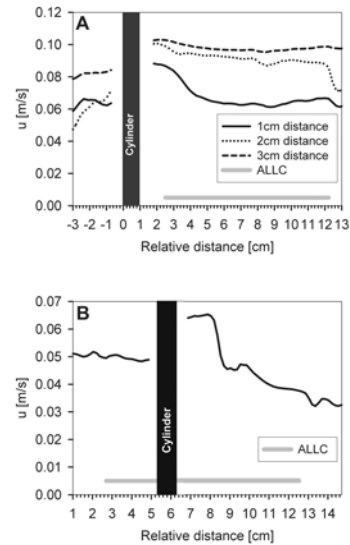 A
0.12
0.10
0.08
0.06
0.04
0.02
0.00
u [m/s]
Cylinder
1cm distance
2cm distance
3cm distance
ALLC
-3 -2 -1 0 1 2 3 4 5 6 7 8 9 10 11 12 13
Relative distance [cm]
B
0.07
0.06
0.05
0.04
0.03
0.02
0.01
0.00
u [m/s]
Cylinder
ALLC
1 2 3 4 5 6 7 8 9 10 11 12 13 14
Relative distance [cm]